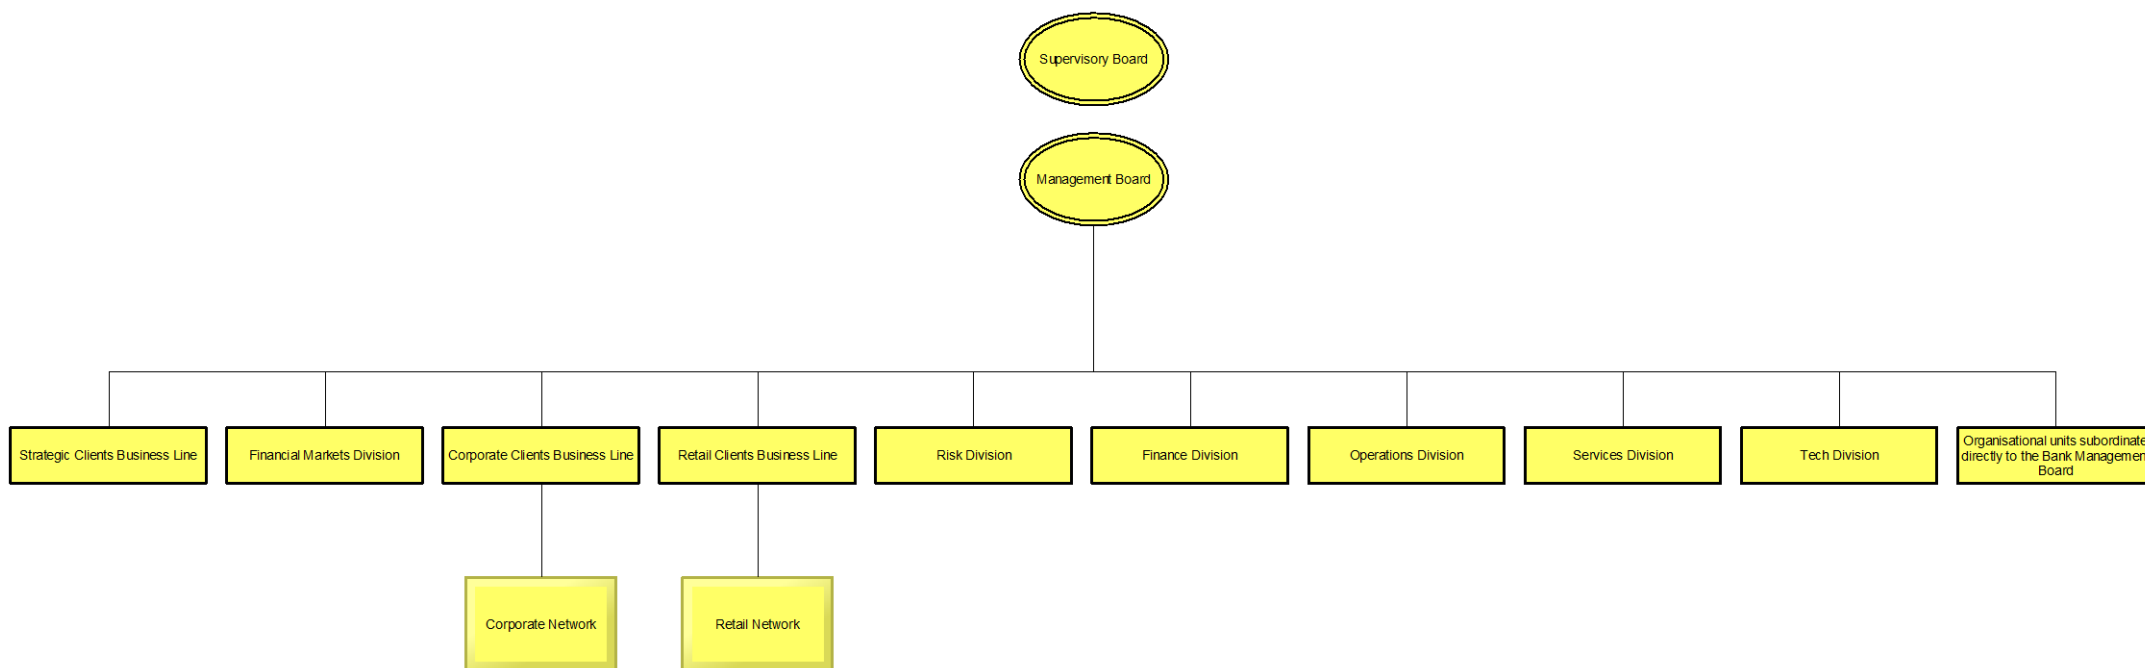 Supervisory Board
Management Board
Strategic Clients Business Line
Financial Markets Division
Corporate Clients Business Line
Retail Clients Business Line
Risk Division
Finance Division
Operations Division
Services Division
Tech Division
Organisational units subordinate
directly to the Bank Managemen
Board
Corporate Network
Retail Network